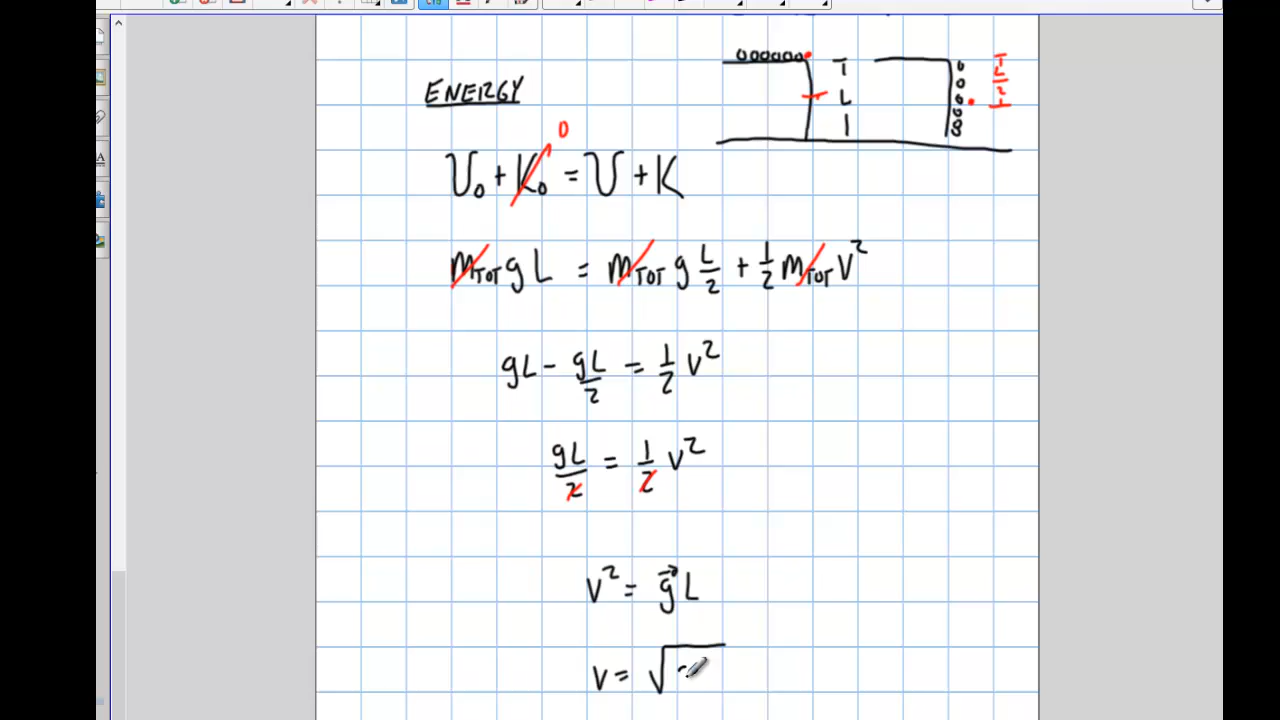 ENERGY
T
L
L/2
U₀ + K₀ = U + K
0
m_TOT g L = m_TOT g L/2 + 1/2 m_TOT V²
gL - gL/2 = 1/2 V²
gL/2 = 1/2 V²
V² = g⃗ L
V = √